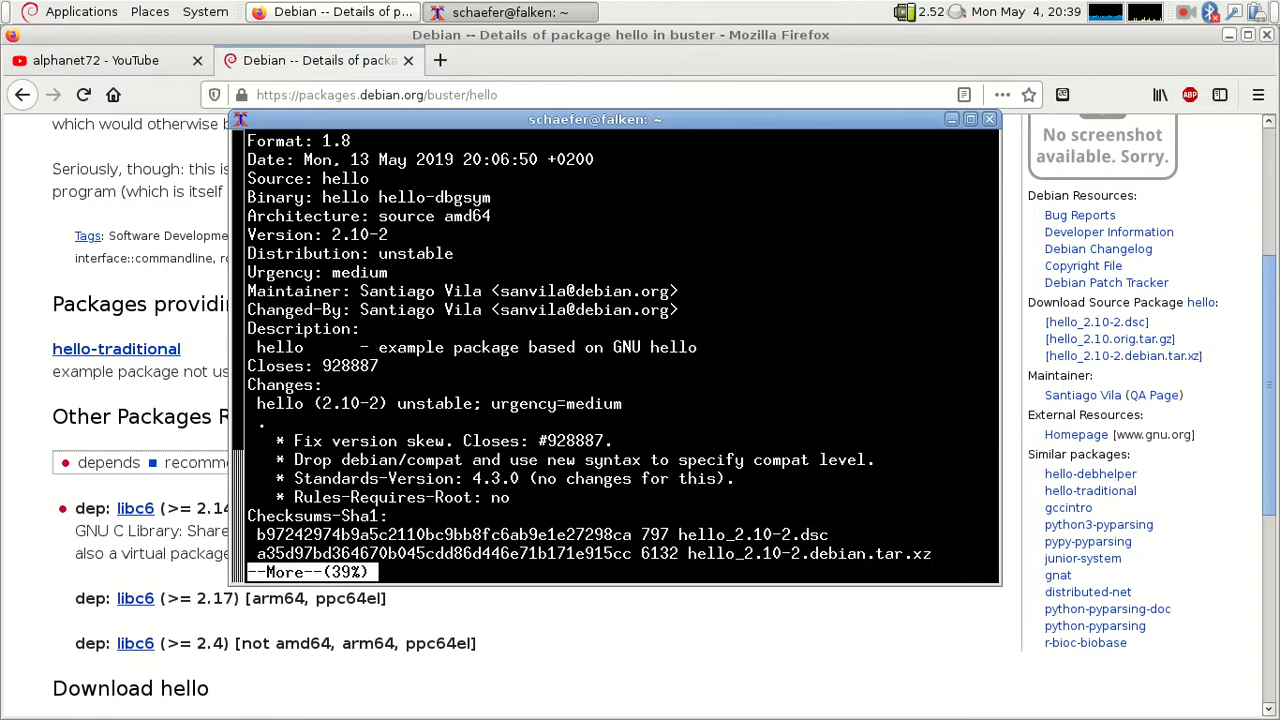 Applications Places System Debian -- Details of p... schaefer@falken: ~ 2.52 Mon May 4, 20:39
Debian -- Details of package hello in buster - Mozilla Firefox
alphanet72 - YouTube
Debian -- Details of packa
https://packages.debian.org/buster/hello
ABP
schaefer@falken: ~
Format: 1.8
Date: Mon, 13 May 2019 20:06:50 +0200
Source: hello
Binary: hello hello-dbgsym
Architecture: source amd64
Version: 2.10-2
Distribution: unstable
Urgency: medium
Maintainer: Santiago Vila <sanvila@debian.org>
Changed-By: Santiago Vila <sanvila@debian.org>
Description:
hello - example package based on GNU hello
Closes: 928887
Changes:
hello (2.10-2) unstable; urgency=medium
.
* Fix version skew. Closes: #928887.
* Drop debian/compat and use new syntax to specify compat level.
* Standards-Version: 4.3.0 (no changes for this).
* Rules-Requires-Root: no
Checksums-Sha1:
b97242974b9a5c2110bc9bb8fc6ab9e1e27298ca 797 hello_2.10-2.dsc
a35d97bd364670b045cdd86d446e71b171e915cc 6132 hello_2.10-2.debian.tar.xz
--More--(39%)
which would otherwise b
Seriously, though: this is
program (which is itself
Tags: Software Developme
interface::commandline, ro
Packages providin
hello-traditional
example package not us
Other Packages R
depends recomm
dep: libc6 (>= 2.14
GNU C Library: Share
also a virtual package
dep: libc6 (>= 2.17) [arm64, ppc64el]
dep: libc6 (>= 2.4) [not amd64, arm64, ppc64el]
Download hello
No screenshot
available. Sorry.
Debian Resources:
Bug Reports
Developer Information
Debian Changelog
Copyright File
Debian Patch Tracker
Download Source Package hello:
[hello_2.10-2.dsc]
[hello_2.10.orig.tar.gz]
[hello_2.10-2.debian.tar.xz]
Maintainer:
Santiago Vila (QA Page)
External Resources:
Homepage [www.gnu.org]
Similar packages:
hello-debhelper
hello-traditional
gccintro
python3-pyparsing
python-pyparsing
junior-system
gnat
distributed-net
python-pyparsing-doc
python-pyparsing
r-bioc-biobase